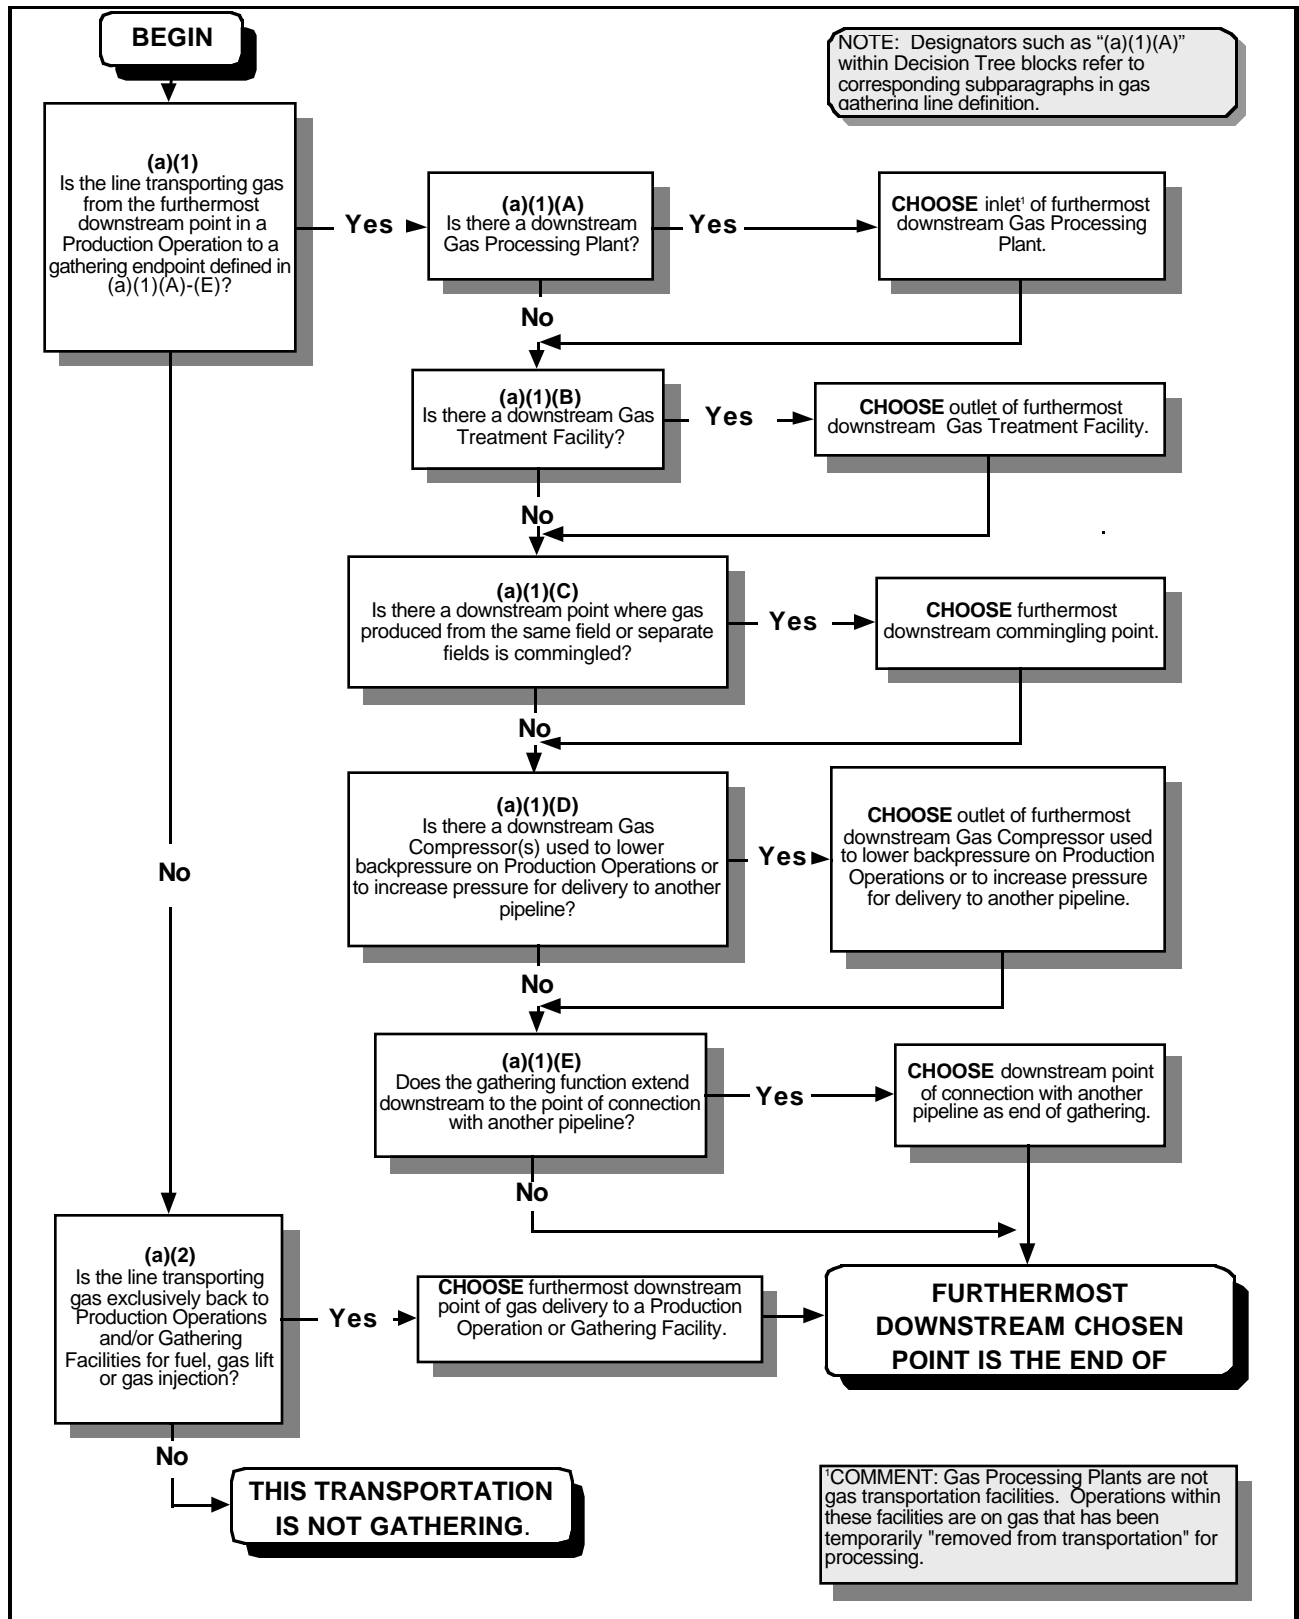 BEGIN
NOTE: Designators such as “(a)(1)(A)”
within Decision Tree blocks refer to
corresponding subparagraphs in gas
gathering line definition.
(a)(1)
Is the line transporting gas
from the furthermost
downstream point in a
Production Operation to a
gathering endpoint defined in
(a)(1)(A)-(E)?
Yes
(a)(1)(A)
Is there a downstream
Gas Processing Plant?
Yes
CHOOSE inlet¹ of furthermost
downstream Gas Processing
Plant.
No
(a)(1)(B)
Is there a downstream Gas
Treatment Facility?
Yes
CHOOSE outlet of furthermost
downstream  Gas Treatment Facility.
No
(a)(1)(C)
Is there a downstream point where gas
produced from the same field or separate
fields is commingled?
Yes
CHOOSE furthermost
downstream commingling point.
No
(a)(1)(D)
Is there a downstream Gas
Compressor(s) used to lower
backpressure on Production Operations or
to increase pressure for delivery to another
pipeline?
Yes
CHOOSE outlet of furthermost
downstream Gas Compressor used
to lower backpressure on Production
Operations or to increase pressure
for delivery to another pipeline.
No
No
(a)(1)(E)
Does the gathering function extend
downstream to the point of connection
with another pipeline?
Yes
CHOOSE downstream point
of connection with another
pipeline as end of gathering.
No
(a)(2)
Is the line transporting
gas exclusively back to
Production Operations
and/or Gathering
Facilities for fuel, gas lift
or gas injection?
Yes
CHOOSE furthermost downstream
point of gas delivery to a Production
Operation or Gathering Facility.
FURTHERMOST
DOWNSTREAM CHOSEN
POINT IS THE END OF
No
THIS TRANSPORTATION
IS NOT GATHERING.
¹COMMENT: Gas Processing Plants are not
gas transportation facilities.  Operations within
these facilities are on gas that has been
temporarily "removed from transportation" for
processing.